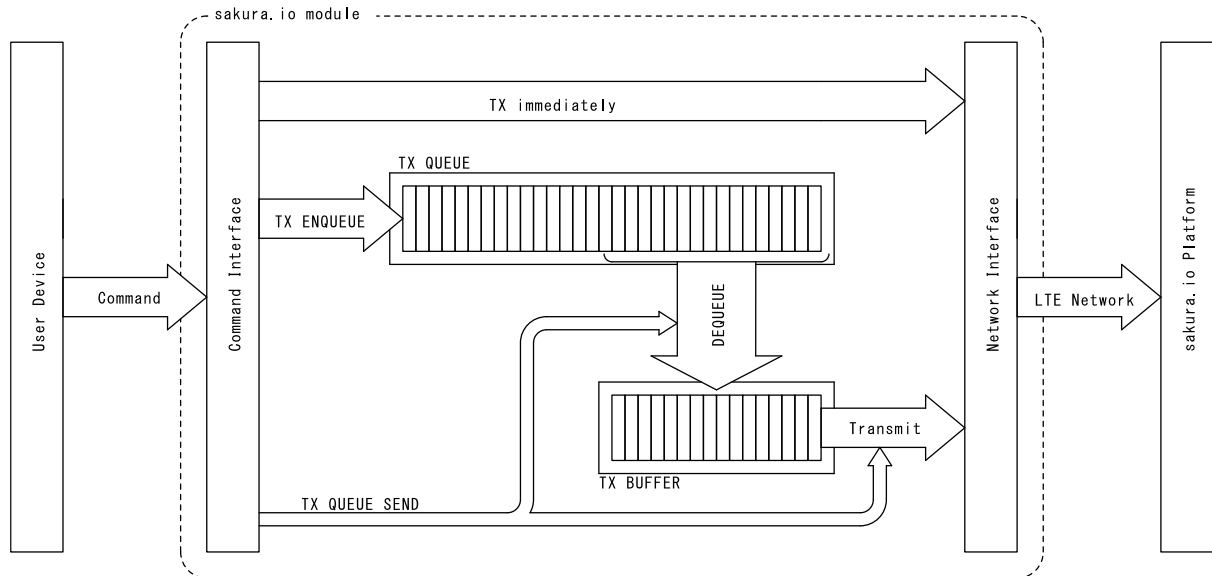 sakura.io module
TX immediately
TX QUEUE
TX ENQUEUE
User Device
Command
Command Interface
DEQUEUE
Network Interface
LTE Network
sakura.io Platform
Transmit
TX BUFFER
TX QUEUE SEND